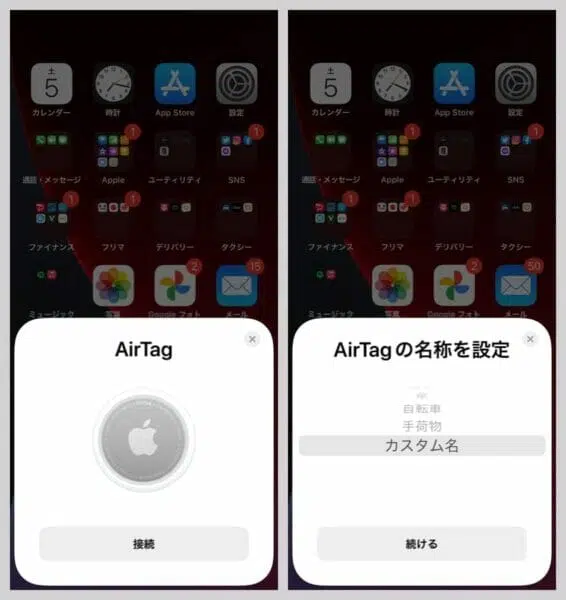 土
5
カレンダー
時計
App Store
設定
1
1
通話・メッセージ
Apple
ユーティリティ
SNS
1
1
ファイナンス
フリマ
デリバリー
タクシー
2
15
ミュージック
写真
Google フォト
メール
AirTag
接続
土
5
カレンダー
時計
App Store
設定
1
1
通話・メッセージ
Apple
ユーティリティ
SNS
1
1
ファイナンス
フリマ
デリバリー
タクシー
2
50
ミュージック
写真
Google フォト
メール
AirTagの名称を設定
自転車
手荷物
カスタム名
続ける